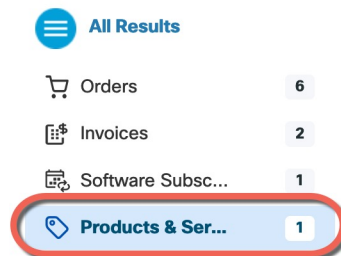 All Results
Orders 6
Invoices 2
Software Subsc... 1
Products & Ser... 1